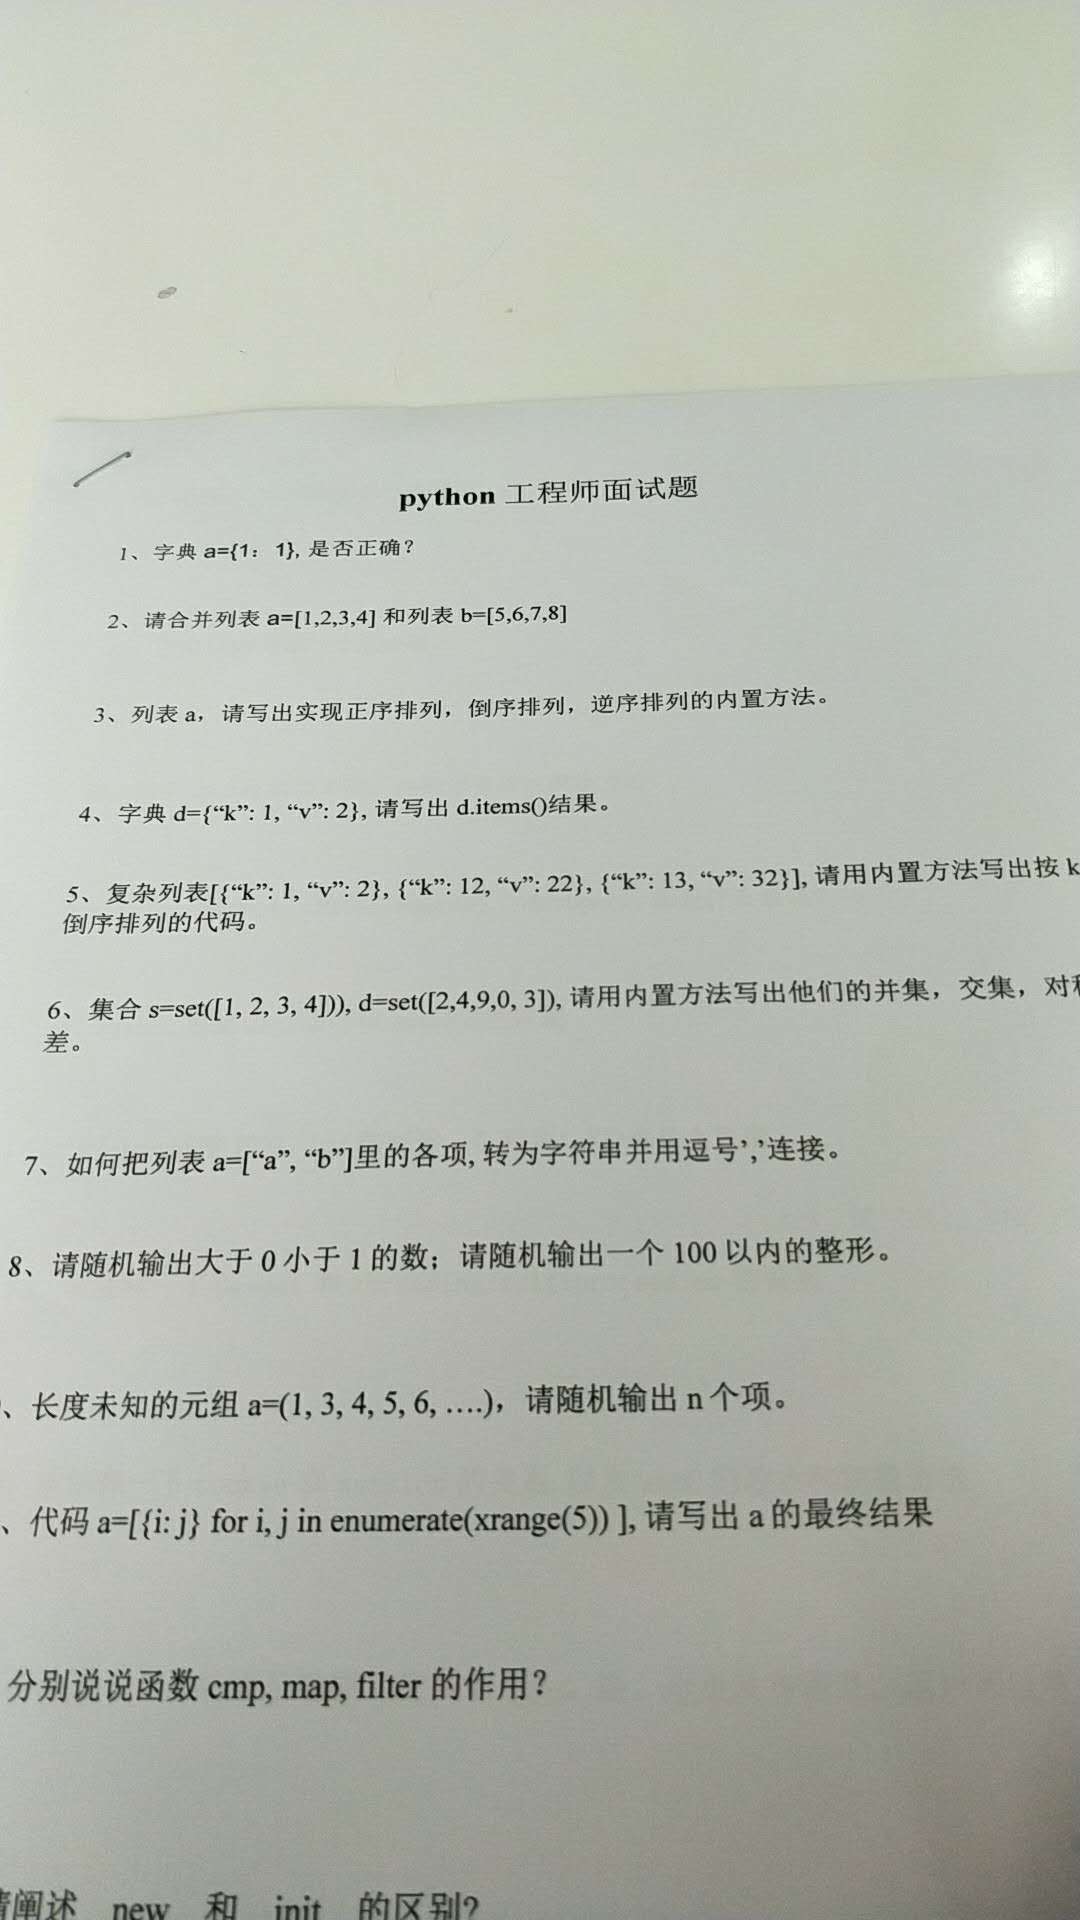 python 工程师面试题
1、字典 a={1：1}, 是否正确？
2、请合并列表 a=[1,2,3,4] 和列表 b=[5,6,7,8]
3、列表 a，请写出实现正序排列，倒序排列，逆序排列的内置方法。
4、字典 d={“k”: 1, “v”: 2}, 请写出 d.items()结果。
5、复杂列表[{“k”: 1, “v”: 2}, {“k”: 12, “v”: 22}, {“k”: 13, “v”: 32}], 请用内置方法写出按 k
倒序排列的代码。
6、集合 s=set([1, 2, 3, 4])), d=set([2,4,9,0, 3]), 请用内置方法写出他们的并集，交集，对
差。
7、如何把列表 a=[“a”, “b”]里的各项, 转为字符串并用逗号’,’连接。
8、请随机输出大于 0 小于 1 的数；请随机输出一个 100 以内的整形。
、长度未知的元组 a=(1, 3, 4, 5, 6, ….)，请随机输出 n 个项。
、代码 a=[{i: j} for i, j in enumerate(xrange(5)) ], 请写出 a 的最终结果
分别说说函数 cmp, map, filter 的作用？
阐述 new 和 init 的区别？